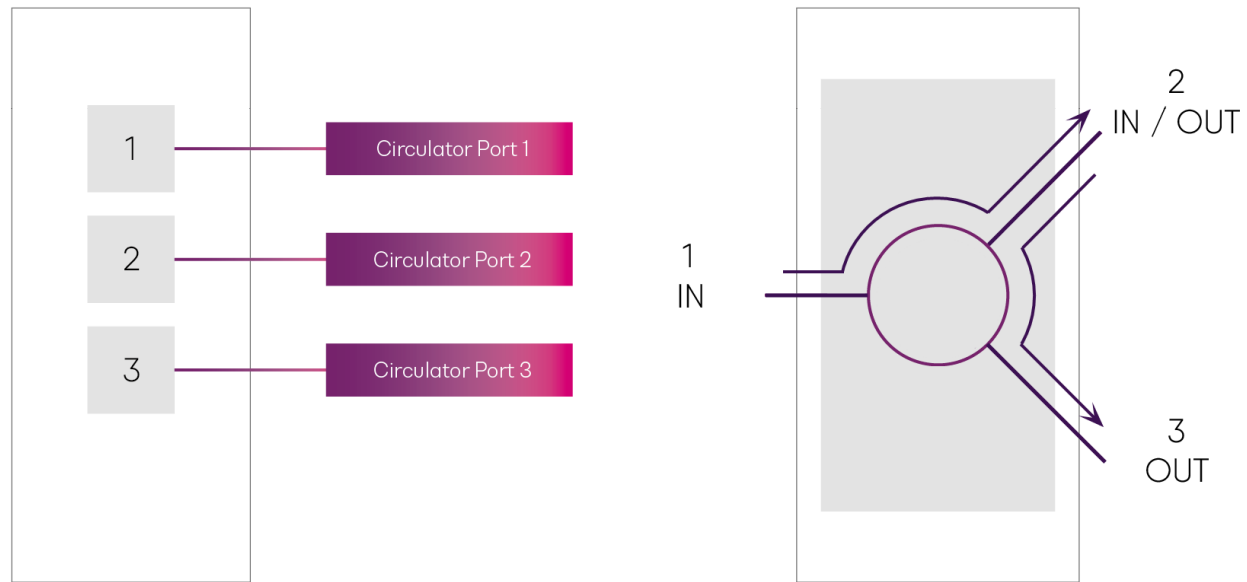 1
Circulator Port 1
2
Circulator Port 2
3
Circulator Port 3
1
IN
2
IN / OUT
3
OUT